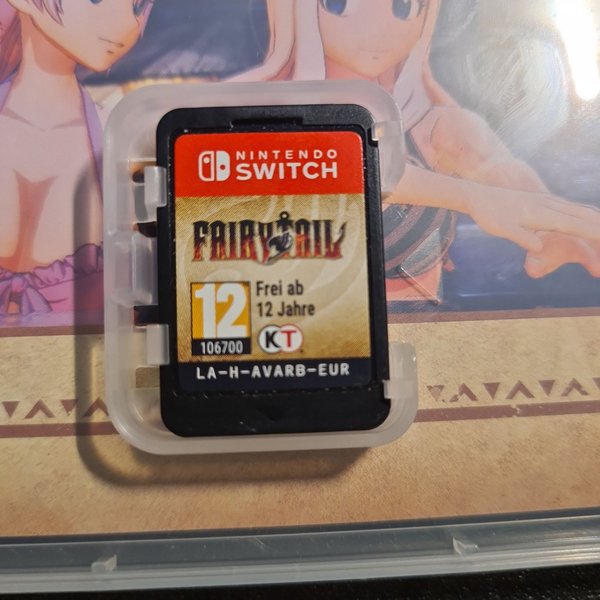 NINTENDO
SWITCH
FAIRY TAIL
12
Frei ab
12 Jahre
106700
KT
LA-H-AVARB-EUR